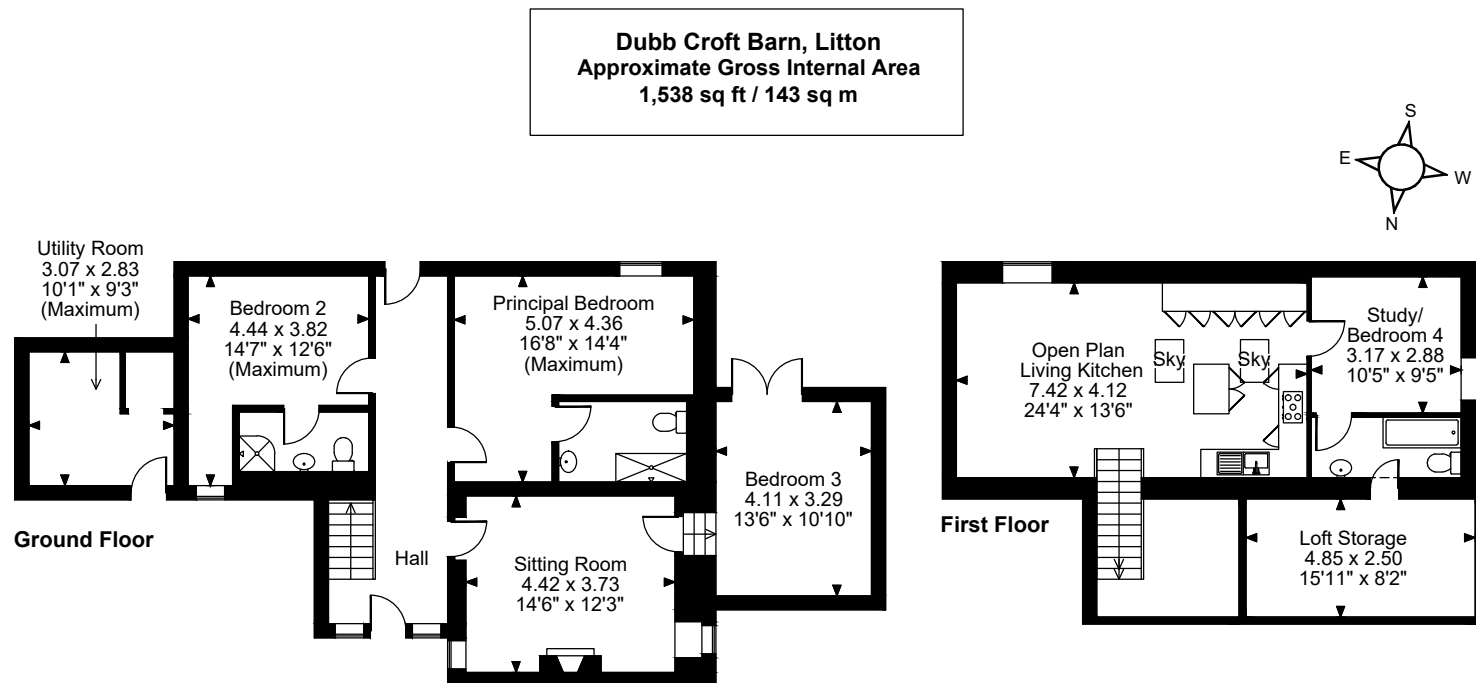 Dubb Croft Barn, Litton
Approximate Gross Internal Area
1,538 sq ft / 143 sq m
S
E
W
N
Utility Room
3.07 x 2.83
10'1" x 9'3"
(Maximum)
Bedroom 2
4.44 x 3.82
14'7" x 12'6"
(Maximum)
Principal Bedroom
5.07 x 4.36
16'8" x 14'4"
(Maximum)
Bedroom 3
4.11 x 3.29
13'6" x 10'10"
Hall
Sitting Room
4.42 x 3.73
14'6" x 12'3"
Ground Floor
Open Plan
Living Kitchen
7.42 x 4.12
24'4" x 13'6"
Sky
Sky
Study/
Bedroom 4
3.17 x 2.88
10'5" x 9'5"
First Floor
Loft Storage
4.85 x 2.50
15'11" x 8'2"